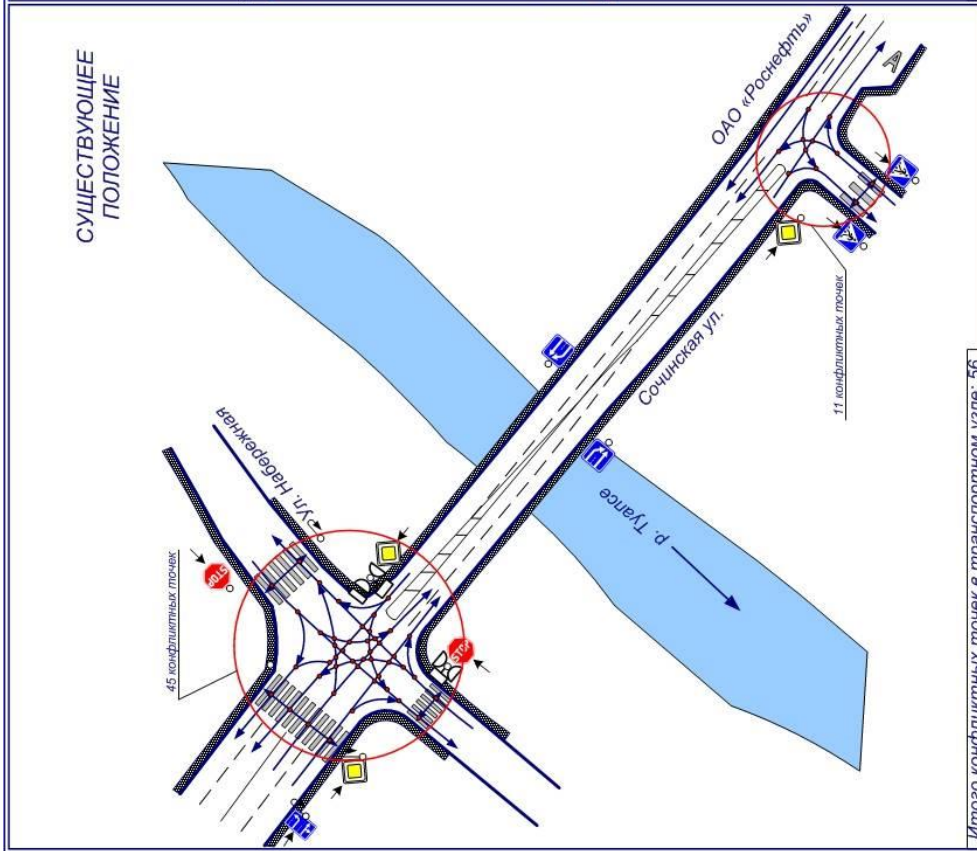 СУЩЕСТВУЮЩЕЕ
ПОЛОЖЕНИЕ
ОАО «Роснефть»
А
Ул. Набережная
STOP
45 конфликтных точек
Сочинская ул.
11 конфликтных точек
р. Туапсе
STOP
Итого конфликтных точек в транспортном узле: 56